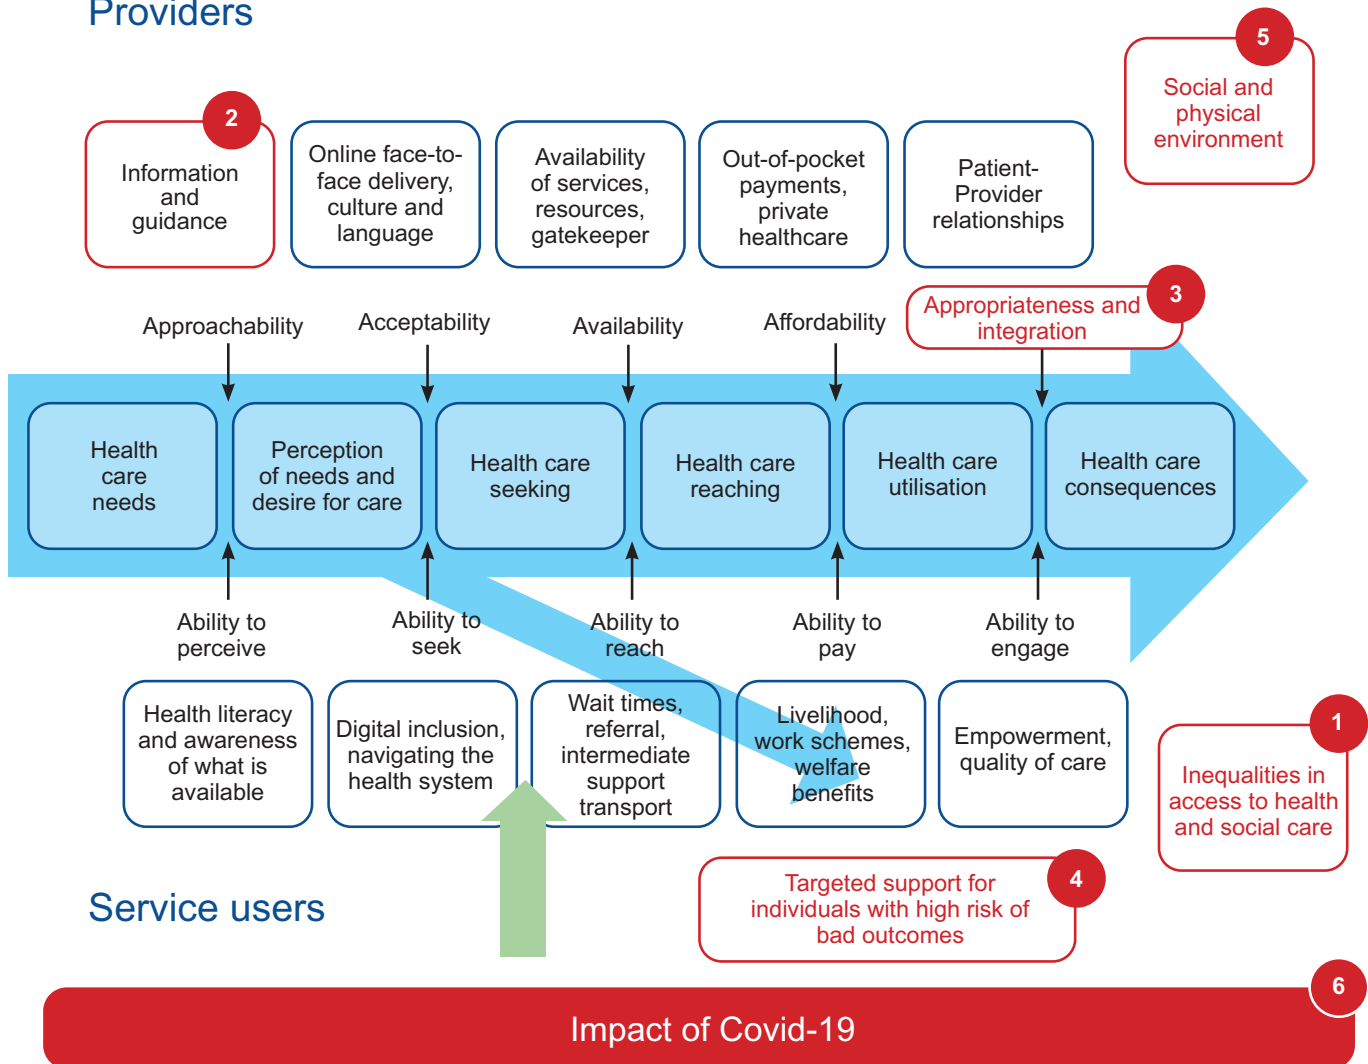 Providers
5
Social and
physical
environment
2
Information
and
guidance
Online face-to-
face delivery,
culture and
language
Availability
of services,
resources,
gatekeeper
Out-of-pocket
payments,
private
healthcare
Patient-
Provider
relationships
Approachability
Acceptability
Availability
Affordability
3
Appropriateness and
integration
Health
care
needs
Perception
of needs and
desire for care
Health care
seeking
Health care
reaching
Health care
utilisation
Health care
consequences
Ability to
perceive
Ability to
seek
Ability to
reach
Ability to
pay
Ability to
engage
Health literacy
and awareness
of what is
available
Digital inclusion,
navigating the
health system
Wait times,
referral,
intermediate
support
transport
Livelihood,
work schemes,
welfare
benefits
Empowerment,
quality of care
1
Inequalities in
access to health
and social care
Service users
4
Targeted support for
individuals with high risk of
bad outcomes
6
Impact of Covid-19